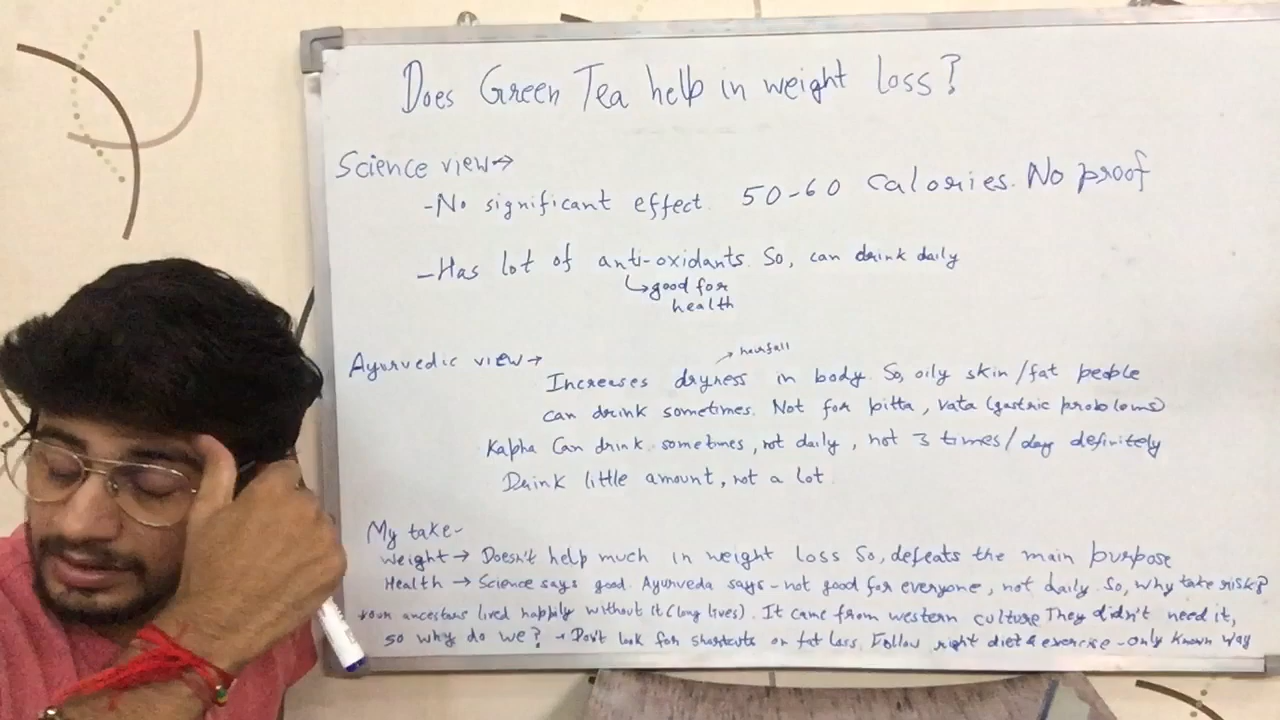 Does Green Tea help in weight loss?
Science view→
-No significant effect. 50-60 calories. No proof
-Has lot of anti-oxidants. So, can drink daily
↳good for
health
Ayurvedic view→
→ hairfall
Increases dryness in body. So, oily skin/fat people
can drink sometimes. Not for pitta, vata (gastric problems)
Kapha can drink sometimes, not daily, not 3 times/day definitely
Drink little amount, not a lot
My take-
Weight → Doesn't help much in weight loss So, defeats the main purpose
Health → Science says good. Ayurveda says - not good for everyone, not daily. So, why take risk?
our ancestors lived happily without it (long lives). It came from western culture They didn't need it,
so why do we? → Don't look for shortcuts on fat loss. Follow right diet & exercise - only known way